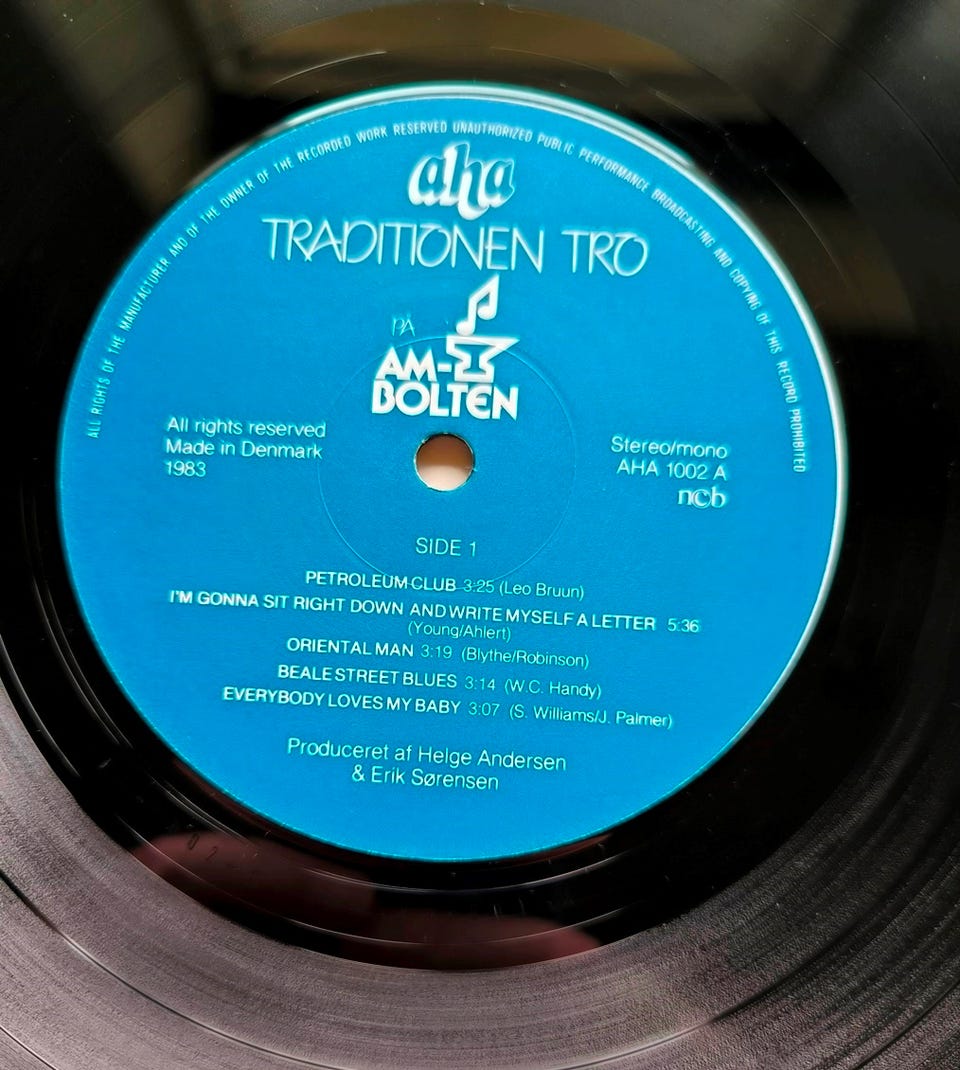 ALL RIGHTS OF THE MANUFACTURER AND OF THE OWNER OF THE RECORDED WORK RESERVED UNAUTHORIZED PUBLIC PERFORMANCE BROADCASTING AND COPYING OF THIS RECORD PROHIBITED
aha
TRADITIONEN TRO
PÅ
AM-
BOLTEN
All rights reserved
Made in Denmark
1983
Stereo/mono
AHA 1002 A
ncb
SIDE 1
PETROLEUM CLUB 3:25 (Leo Bruun)
I'M GONNA SIT RIGHT DOWN AND WRITE MYSELF A LETTER 5:36
(Young/Ahlert)
ORIENTAL MAN 3:19 (Blythe/Robinson)
BEALE STREET BLUES 3:14 (W.C. Handy)
EVERYBODY LOVES MY BABY 3:07 (S. Williams/J. Palmer)
Produceret af Helge Andersen
& Erik Sørensen